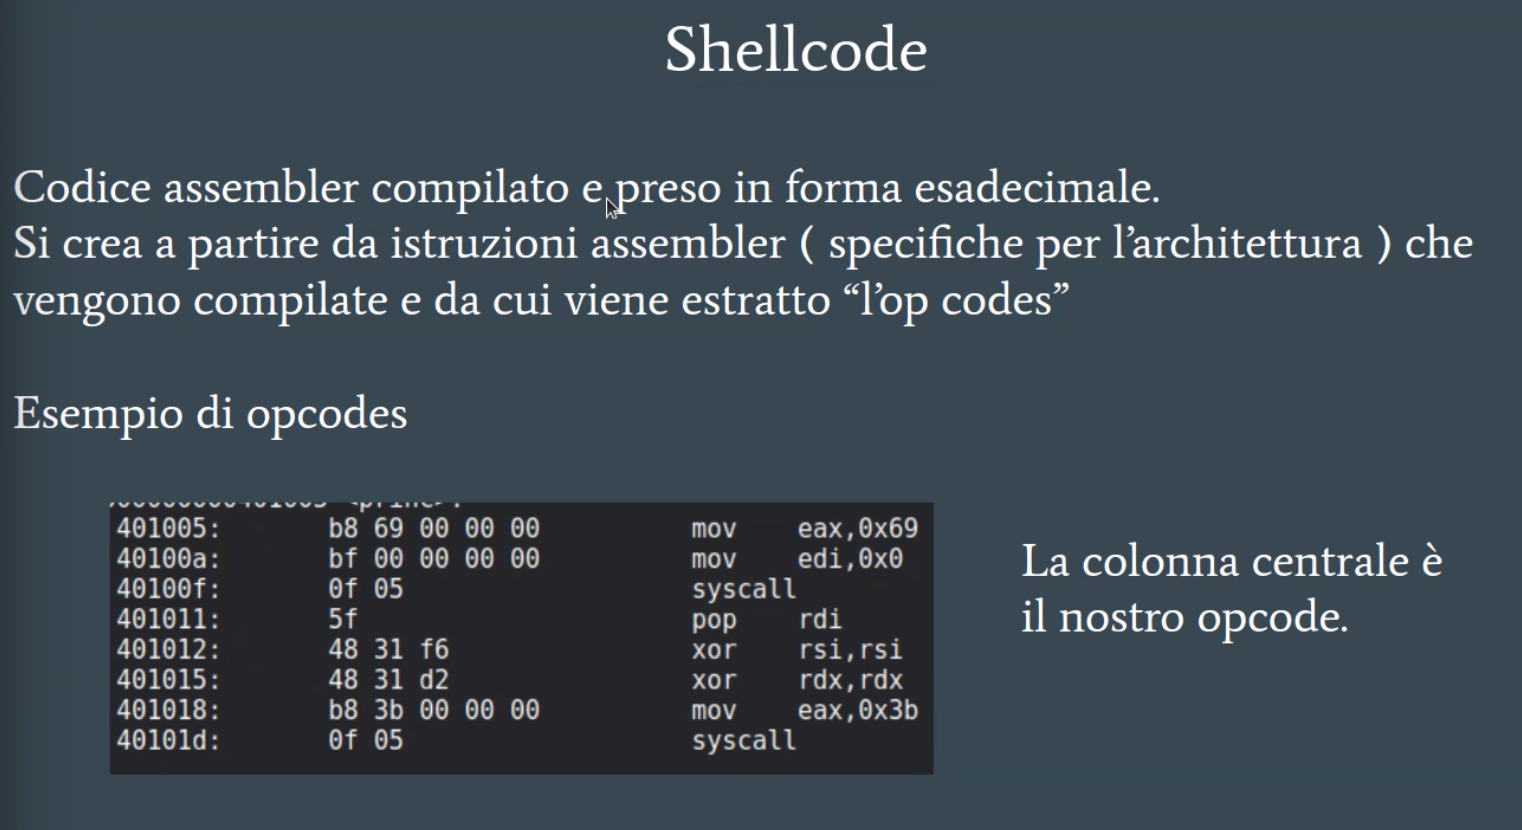 Shellcode
Codice assembler compilato e preso in forma esadecimale.
Si crea a partire da istruzioni assembler ( specifiche per l’architettura ) che
vengono compilate e da cui viene estratto “l’op codes”
Esempio di opcodes
401005: b8 69 00 00 00 mov eax,0x69
40100a: bf 00 00 00 00 mov edi,0x0
40100f: 0f 05 syscall
401011: 5f pop rdi
401012: 48 31 f6 xor rsi,rsi
401015: 48 31 d2 xor rdx,rdx
401018: b8 3b 00 00 00 mov eax,0x3b
40101d: 0f 05 syscall
La colonna centrale è
il nostro opcode.